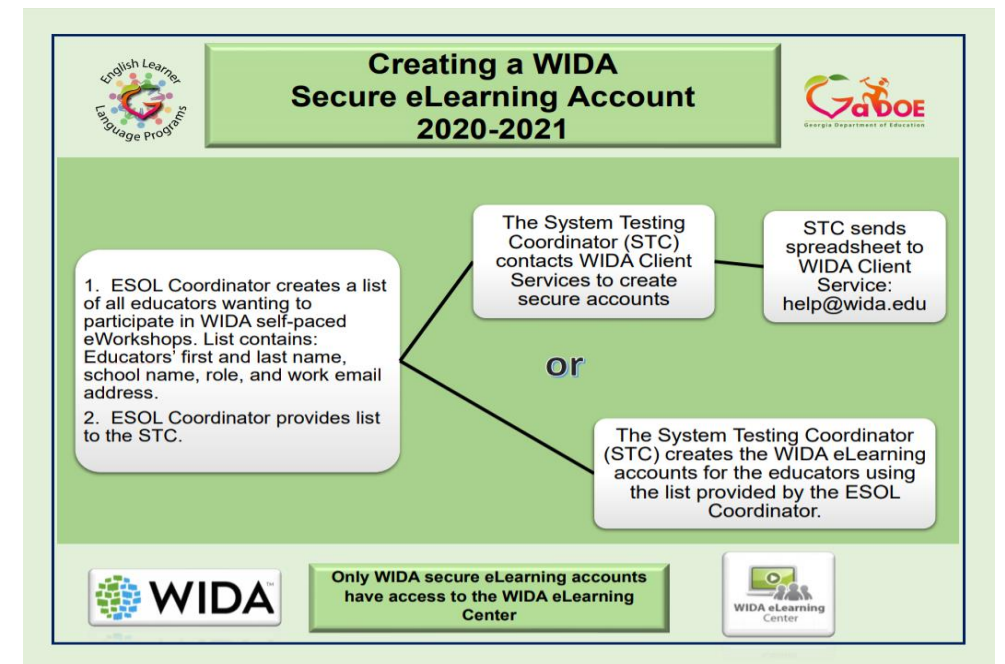 English Learner
Language Programs
Creating a WIDA
Secure eLearning Account
2020-2021
GaDOE
Georgia Department of Education
1. ESOL Coordinator creates a list
of all educators wanting to
participate in WIDA self-paced
eWorkshops. List contains:
Educators' first and last name,
school name, role, and work email
address.
2. ESOL Coordinator provides list
to the STC.
The System Testing
Coordinator (STC)
contacts WIDA Client
Services to create
secure accounts
STC sends
spreadsheet to
WIDA Client
Service:
help@wida.edu
or
The System Testing Coordinator
(STC) creates the WIDA eLearning
accounts for the educators using
the list provided by the ESOL
Coordinator.
WIDA™
Only WIDA secure eLearning accounts
have access to the WIDA eLearning
Center
WIDA eLearning
Center